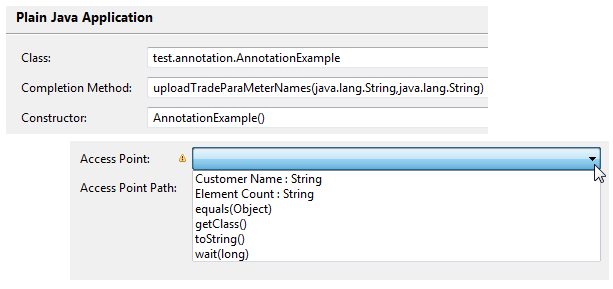 Plain Java Application
Class: test.annotation.AnnotationExample
Completion Method: uploadTradeParaMeterNames(java.lang.String,java.lang.String)
Constructor: AnnotationExample()
Access Point:
Access Point Path:
Customer Name : String
Element Count : String
equals(Object)
getClass()
toString()
wait(long)